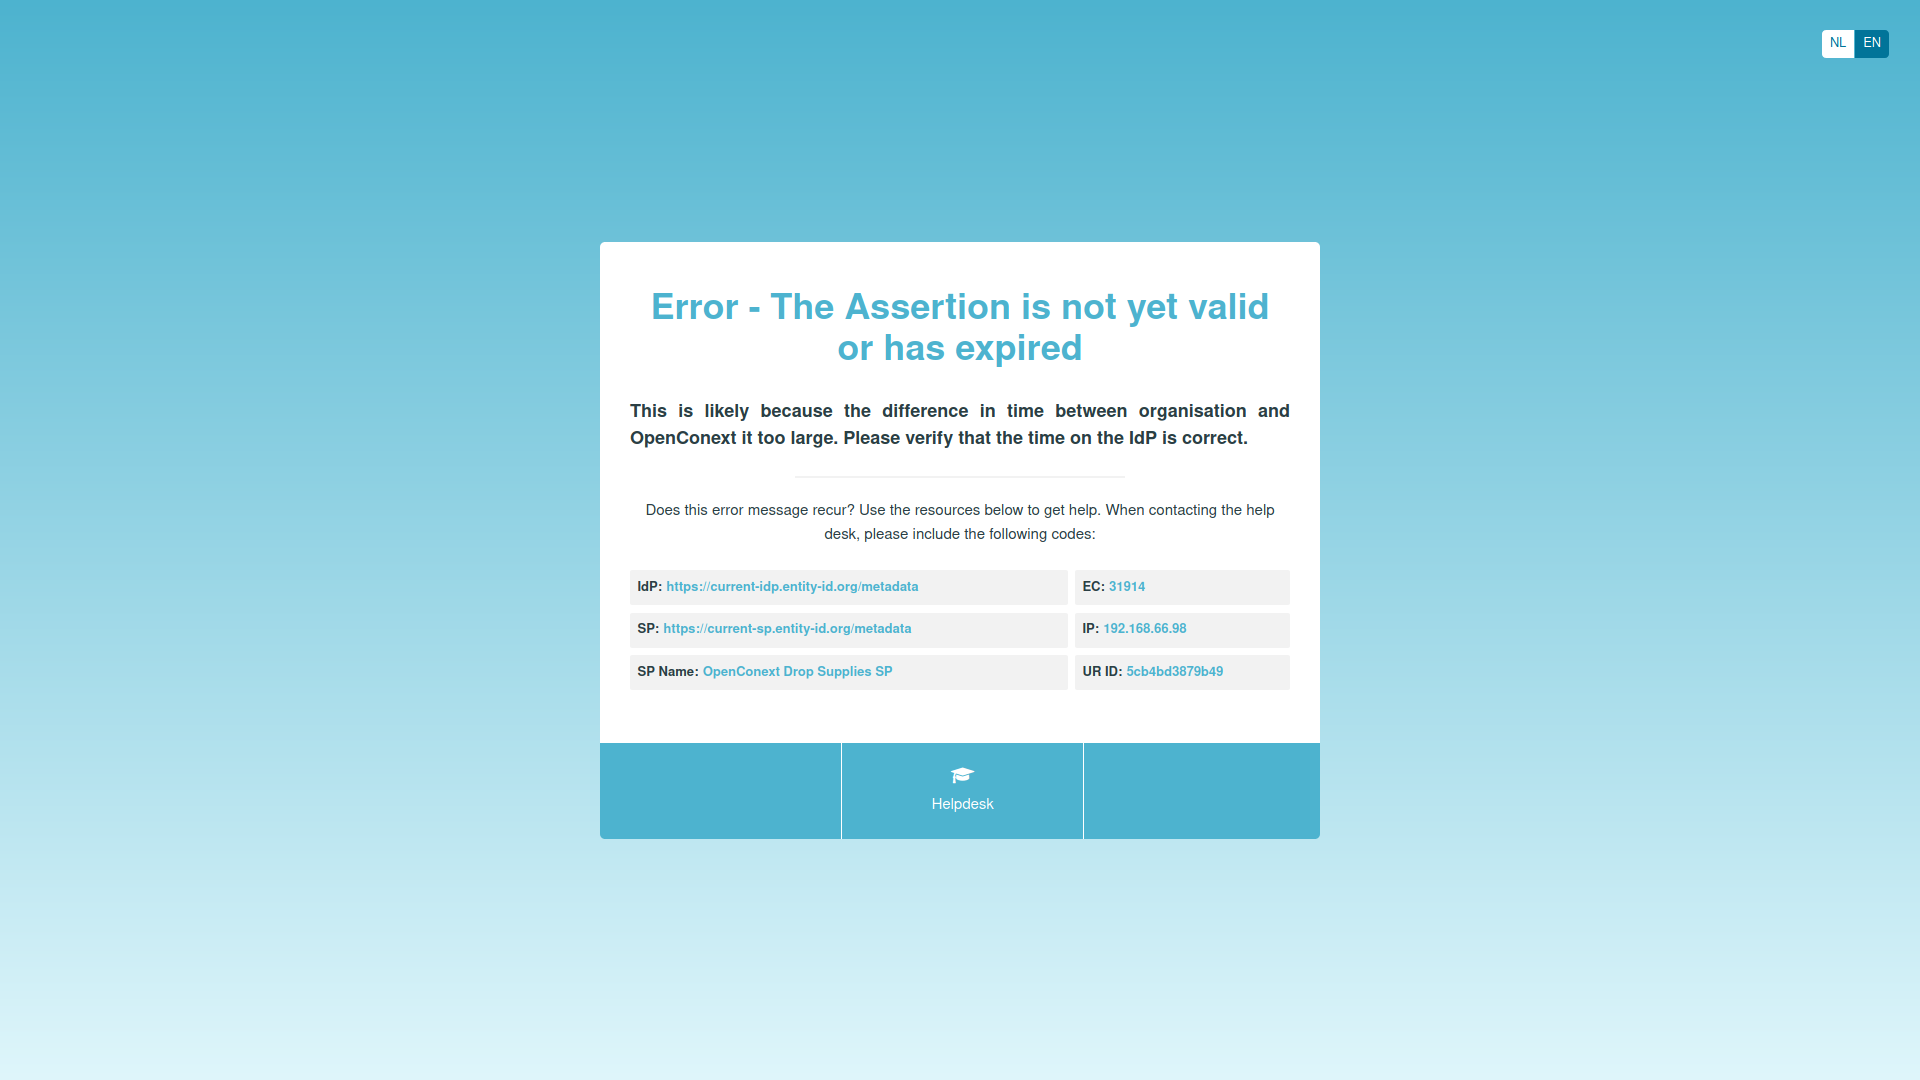 NL EN
Error - The Assertion is not yet valid
or has expired
This is likely because the difference in time between organisation and
OpenConext it too large. Please verify that the time on the IdP is correct.
Does this error message recur? Use the resources below to get help. When contacting the help
desk, please include the following codes:
IdP: https://current-idp.entity-id.org/metadata EC: 31914
SP: https://current-sp.entity-id.org/metadata IP: 192.168.66.98
SP Name: OpenConext Drop Supplies SP UR ID: 5cb4bd3879b49
Helpdesk